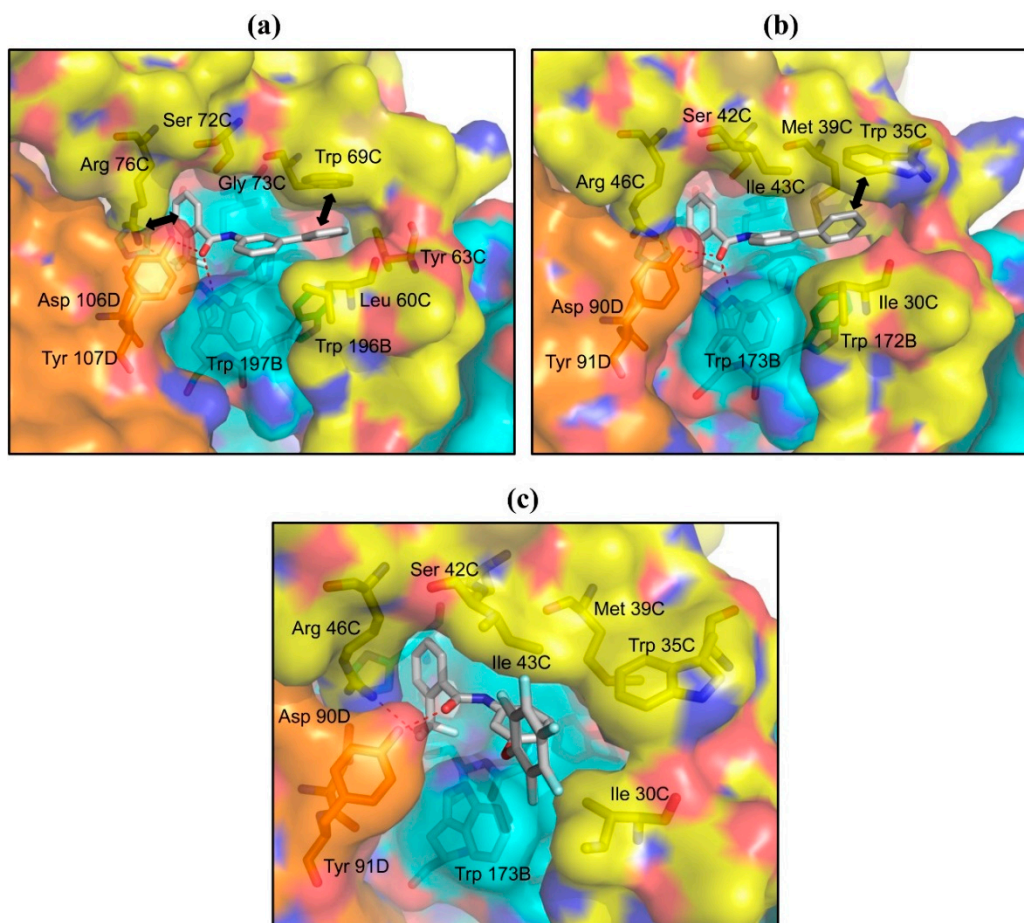 (a)
Ser 72C
Trp 69C
Arg 76C
Gly 73C
Tyr 63C
Asp 106D
Leu 60C
Tyr 107D
Trp 196B
Trp 197B
(b)
Ser 42C
Met 39C
Trp 35C
Arg 46C
Ile 43C
Asp 90D
Ile 30C
Tyr 91D
Trp 172B
Trp 173B
(c)
Ser 42C
Met 39C
Arg 46C
Trp 35C
Ile 43C
Asp 90D
Ile 30C
Tyr 91D
Trp 173B